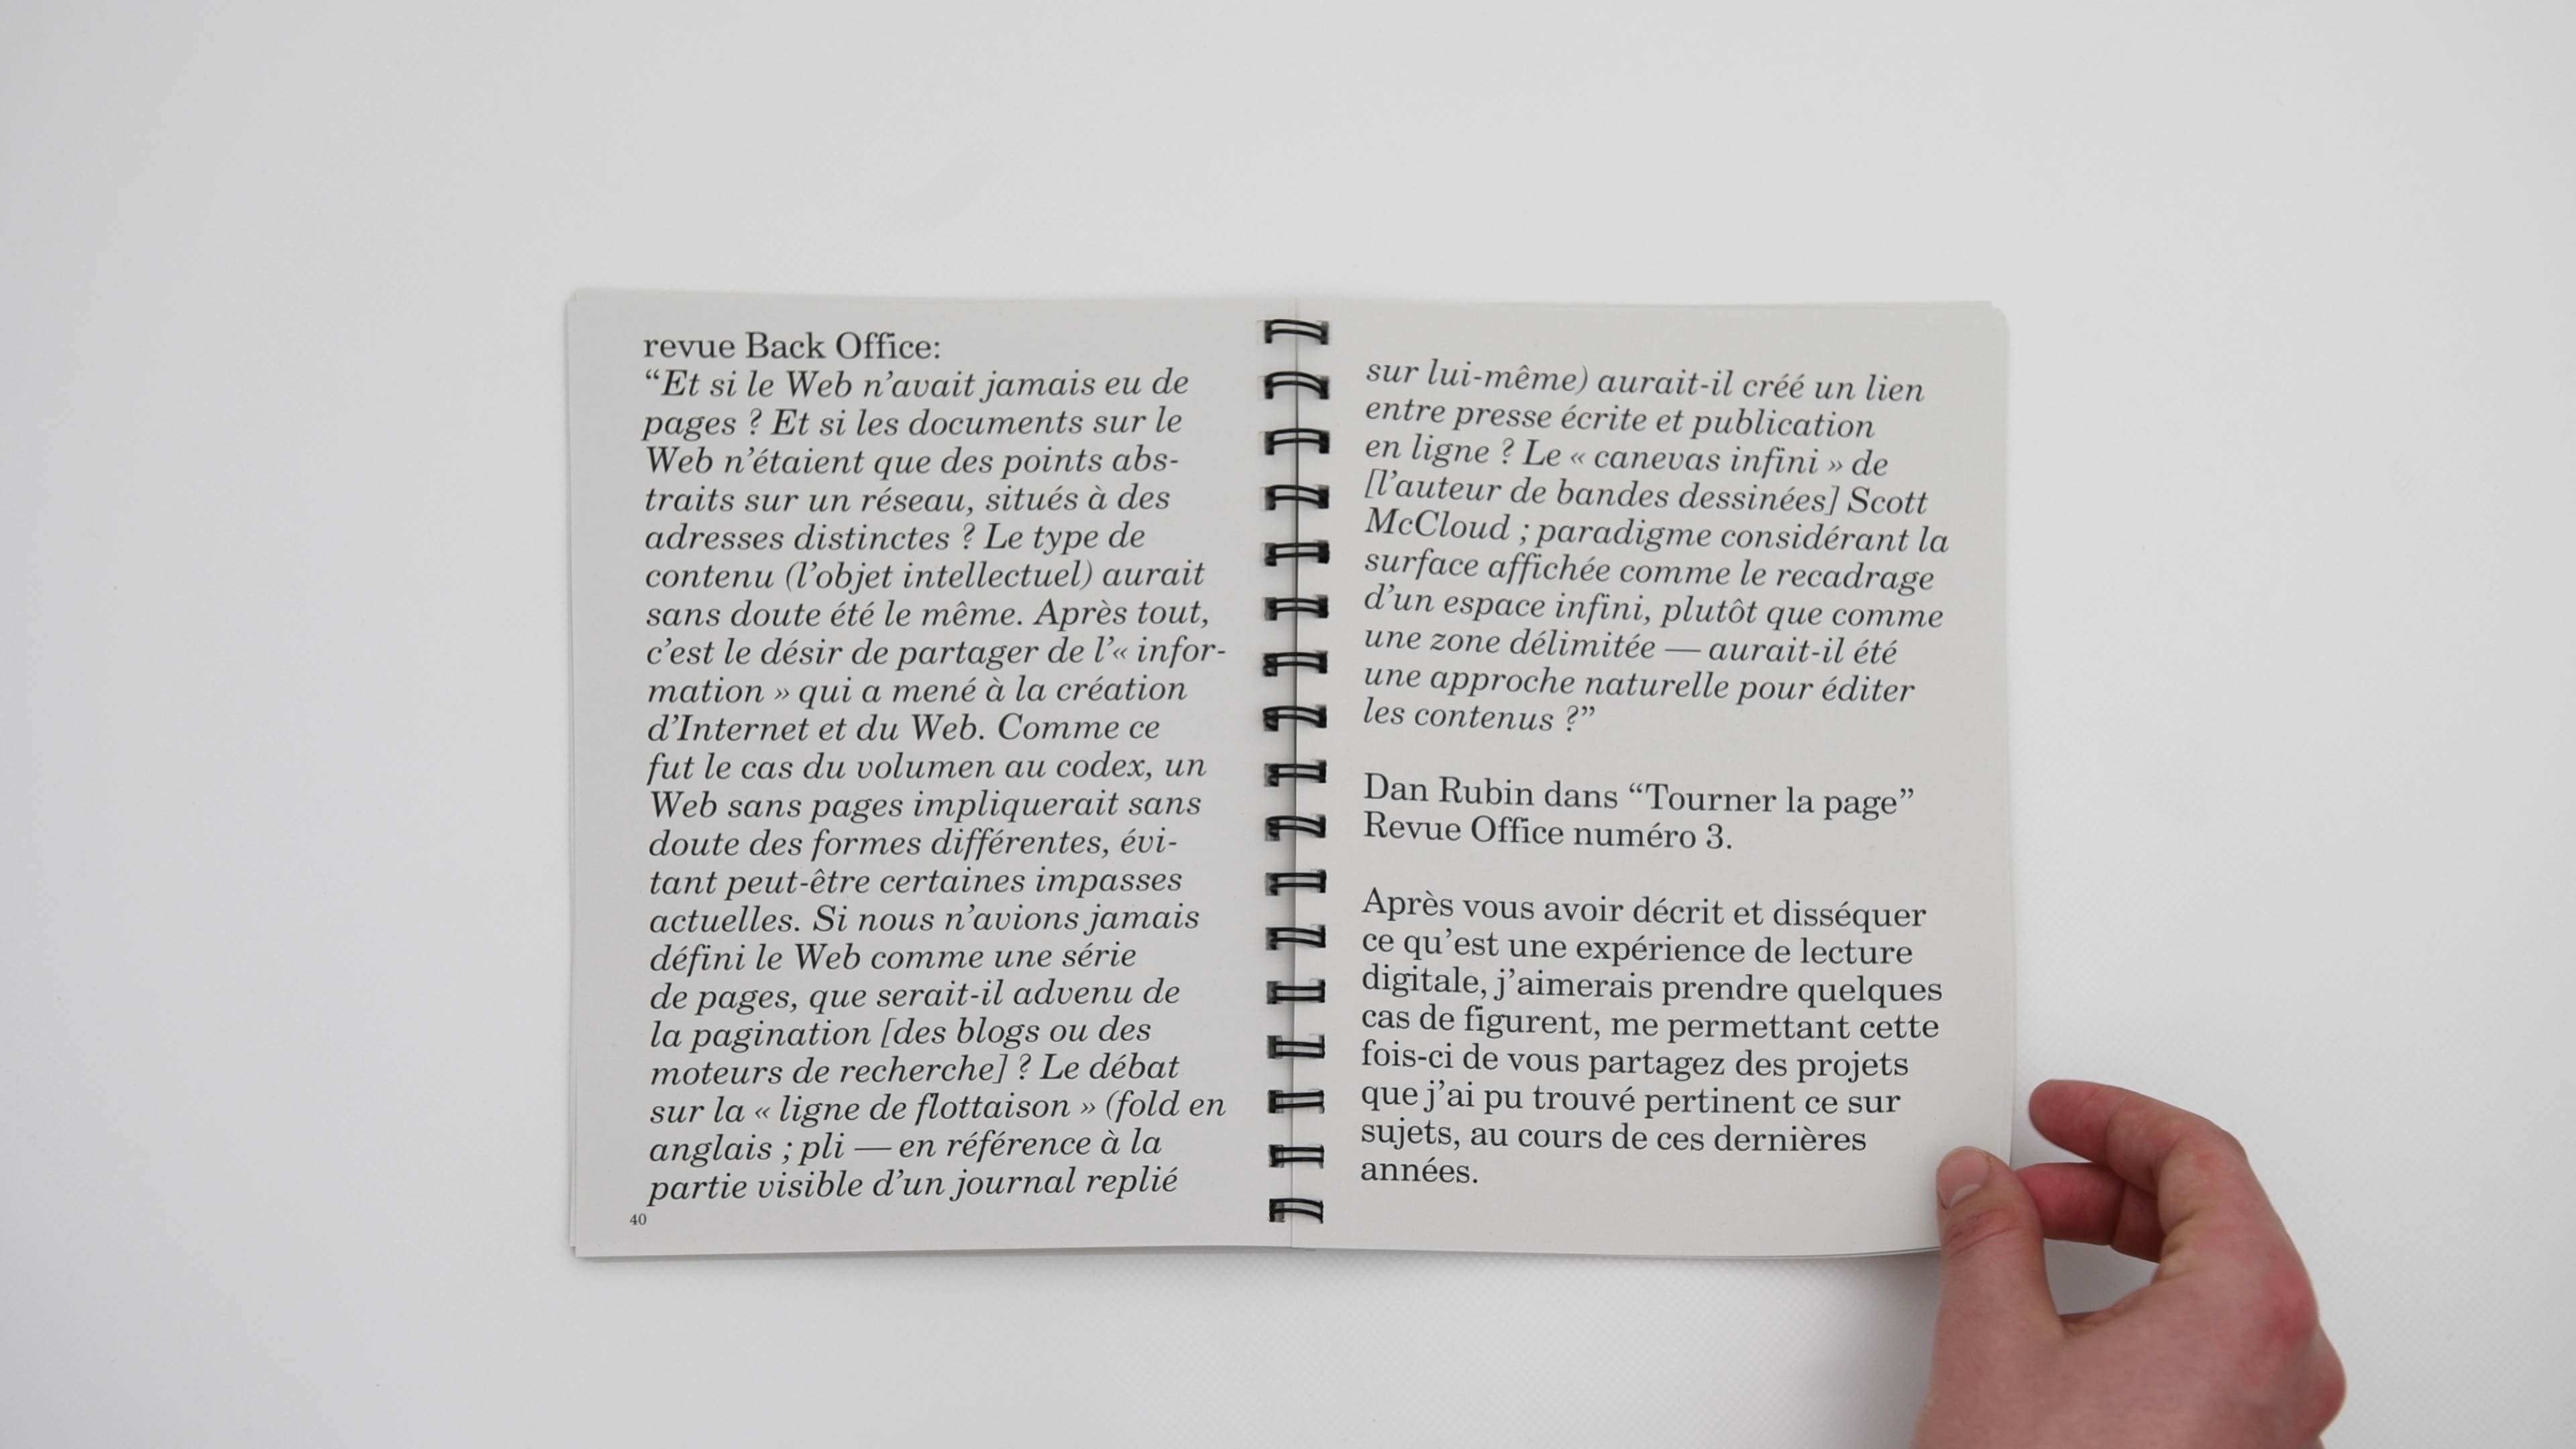 revue Back Office:
“Et si le Web n’avait jamais eu de
pages ? Et si les documents sur le
Web n’étaient que des points abs-
traits sur un réseau, situés à des
adresses distinctes ? Le type de
contenu (l’objet intellectuel) aurait
sans doute été le même. Après tout,
c’est le désir de partager de l’« infor-
mation » qui a mené à la création
d’Internet et du Web. Comme ce
fut le cas du volumen au codex, un
Web sans pages impliquerait sans
doute des formes différentes, évi-
tant peut-être certaines impasses
actuelles. Si nous n’avions jamais
défini le Web comme une série
de pages, que serait-il advenu de
la pagination [des blogs ou des
moteurs de recherche] ? Le débat
sur la « ligne de flottaison » (fold en
anglais ; pli — en référence à la
partie visible d’un journal replié
40
sur lui-même) aurait-il créé un lien
entre presse écrite et publication
en ligne ? Le « canevas infini » de
[l’auteur de bandes dessinées] Scott
McCloud ; paradigme considérant la
surface affichée comme le recadrage
d’un espace infini, plutôt que comme
une zone délimitée — aurait-il été
une approche naturelle pour éditer
les contenus ?”
Dan Rubin dans “Tourner la page”
Revue Office numéro 3.
Après vous avoir décrit et disséquer
ce qu’est une expérience de lecture
digitale, j’aimerais prendre quelques
cas de figurent, me permettant cette
fois-ci de vous partagez des projets
que j’ai pu trouvé pertinent ce sur
sujets, au cours de ces dernières
années.